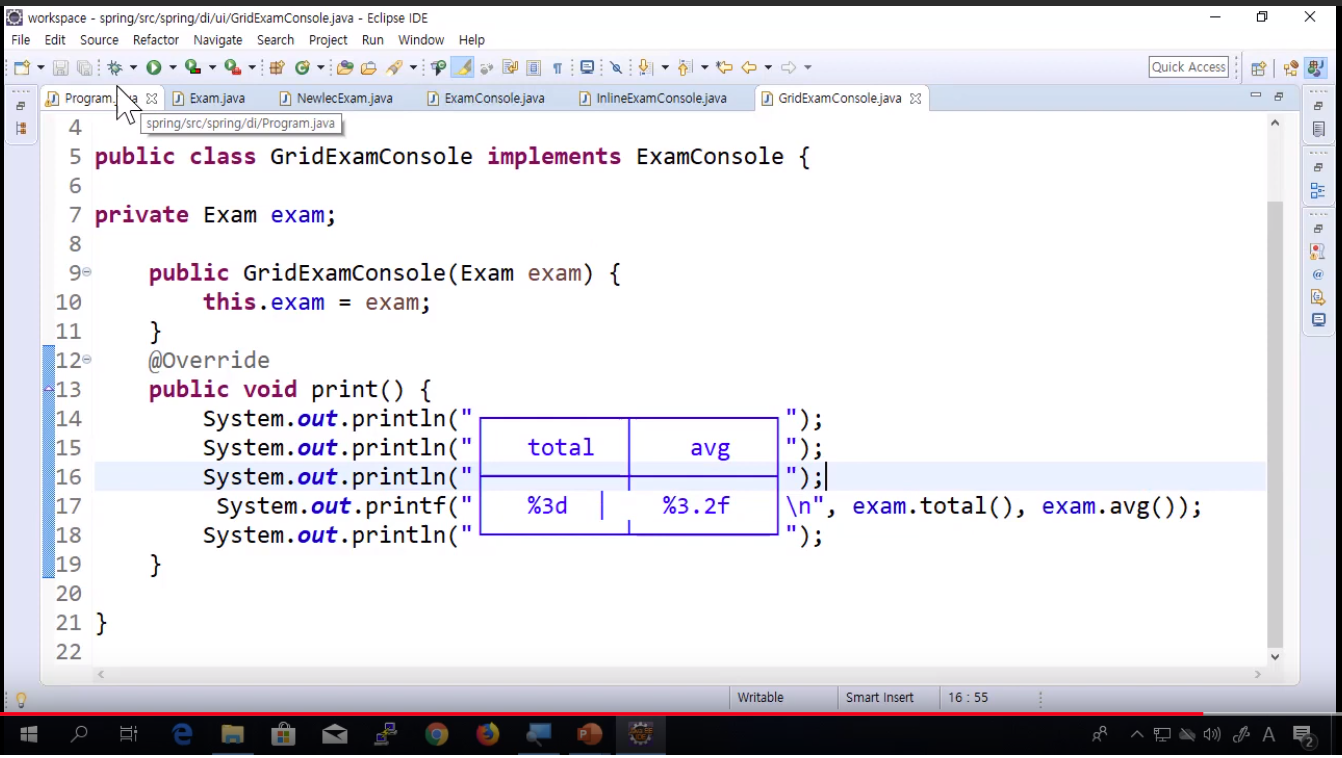 workspace - spring/src/spring/di/ui/GridExamConsole.java - Eclipse IDE
File Edit Source Refactor Navigate Search Project Run Window Help
Quick Access
Program.java Exam.java NewlecExam.java ExamConsole.java InlineExamConsole.java GridExamConsole.java
spring/src/spring/di/Program.java
4
5 public class GridExamConsole implements ExamConsole {
6
7 private Exam exam;
8
9 public GridExamConsole(Exam exam) {
10 this.exam = exam;
11 }
12 @Override
13 public void print() {
14 System.out.println("┌─────────┬─────────┐");
15 System.out.println("│ total │ avg │");
16 System.out.println("├─────────┼─────────┤");
17 System.out.printf("│ %3d │ %3.2f │\n", exam.total(), exam.avg());
18 System.out.println("└─────────┴─────────┘");
19 }
20
21 }
22
Writable Smart Insert 16 : 55
A 2